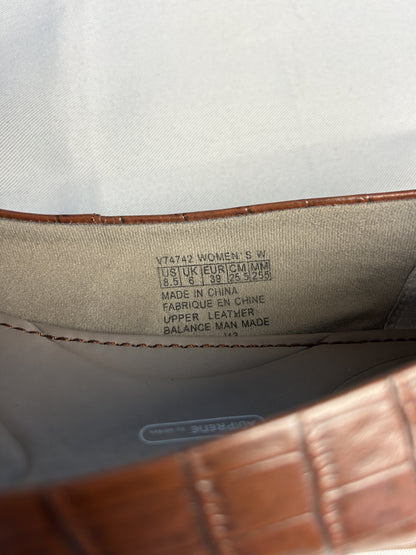 V74742 WOMEN'S W
US UK EUR CM MM
8.5 6 39 25.5 255
MADE IN CHINA
FABRIQUE EN CHINE
UPPER LEATHER
BALANCE MAN MADE
ADIPRENE